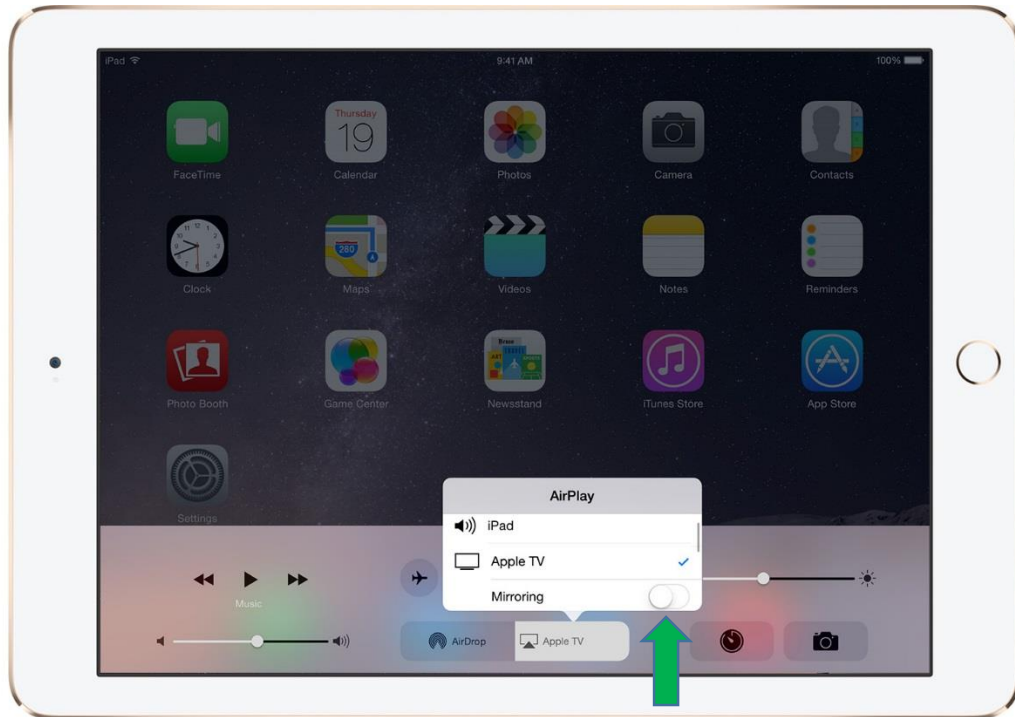 iPad
9:41 AM
100%
Thursday
19
FaceTime
Calendar
Photos
Camera
Contacts
280
Clock
Maps
Videos
Notes
Reminders
Photo Booth
Game Center
Newsstand
iTunes Store
App Store
Settings
AirPlay
iPad
Apple TV
Mirroring
Music
AirDrop
Apple TV